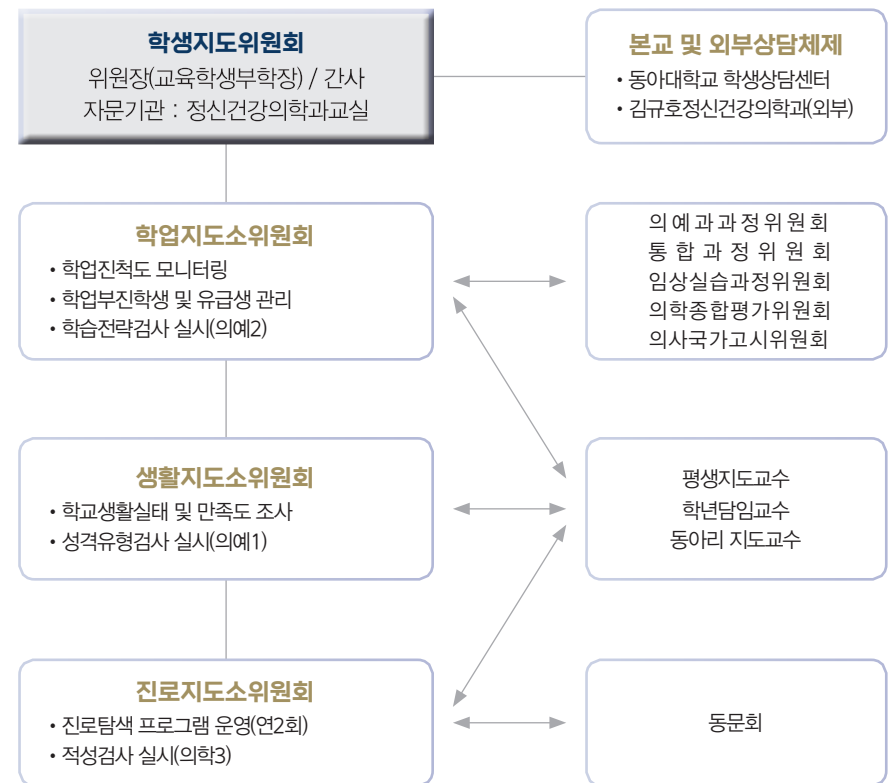 학생지도위원회
위원장(교육학생부학장) / 간사
자문기관 : 정신건강의학과교실
본교 및 외부상담체제
• 동아대학교 학생상담센터
• 김규호정신건강의학과(외부)
학업지도소위원회
• 학업진척도 모니터링
• 학업부진학생 및 유급생 관리
• 학습전략검사 실시(의예2)
의예과과정위원회
통합과정위원회
임상실습과정위원회
의학종합평가위원회
의사국가고시위원회
생활지도소위원회
• 학교생활실태 및 만족도 조사
• 성격유형검사 실시(의예1)
평생지도교수
학년담임교수
동아리 지도교수
진로지도소위원회
• 진로탐색 프로그램 운영(연2회)
• 적성검사 실시(의학3)
동문회